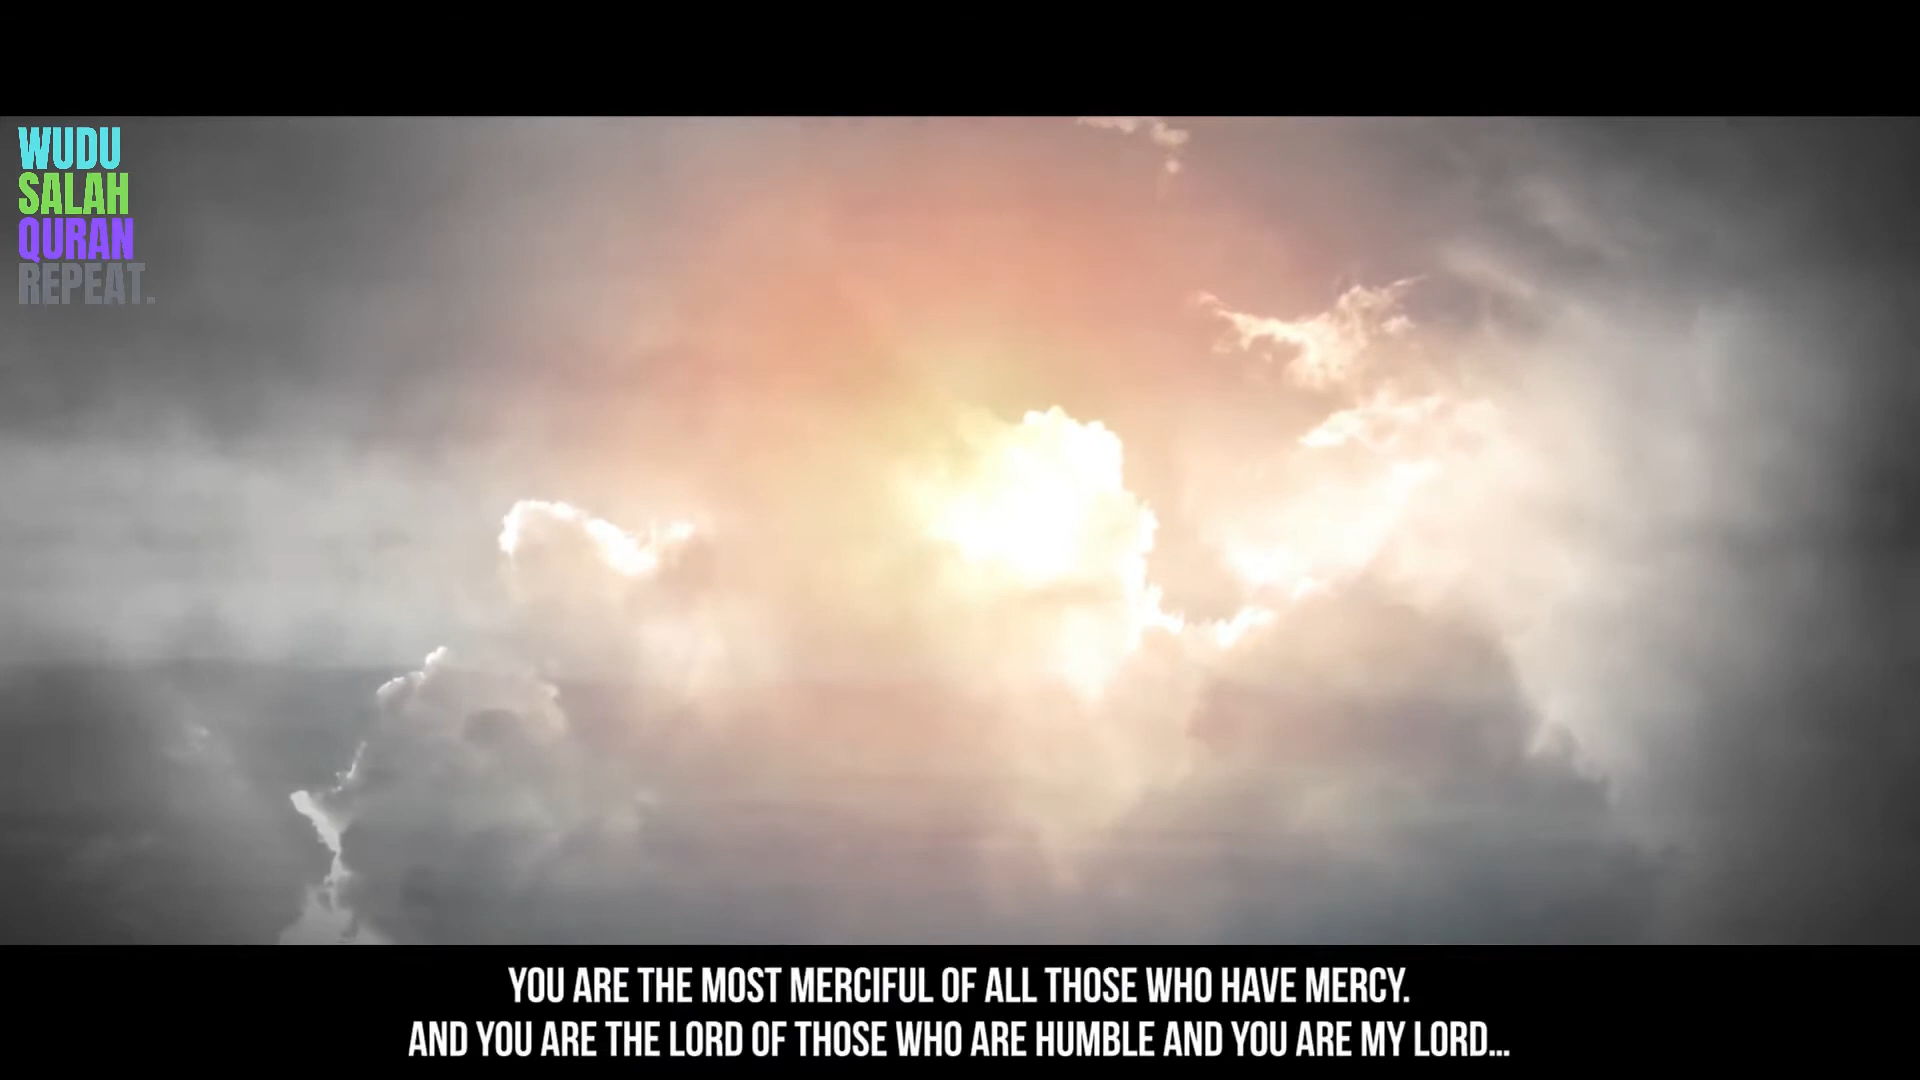 WUDU
SALAH
QURAN
REPEAT.
YOU ARE THE MOST MERCIFUL OF ALL THOSE WHO HAVE MERCY.
AND YOU ARE THE LORD OF THOSE WHO ARE HUMBLE AND YOU ARE MY LORD...